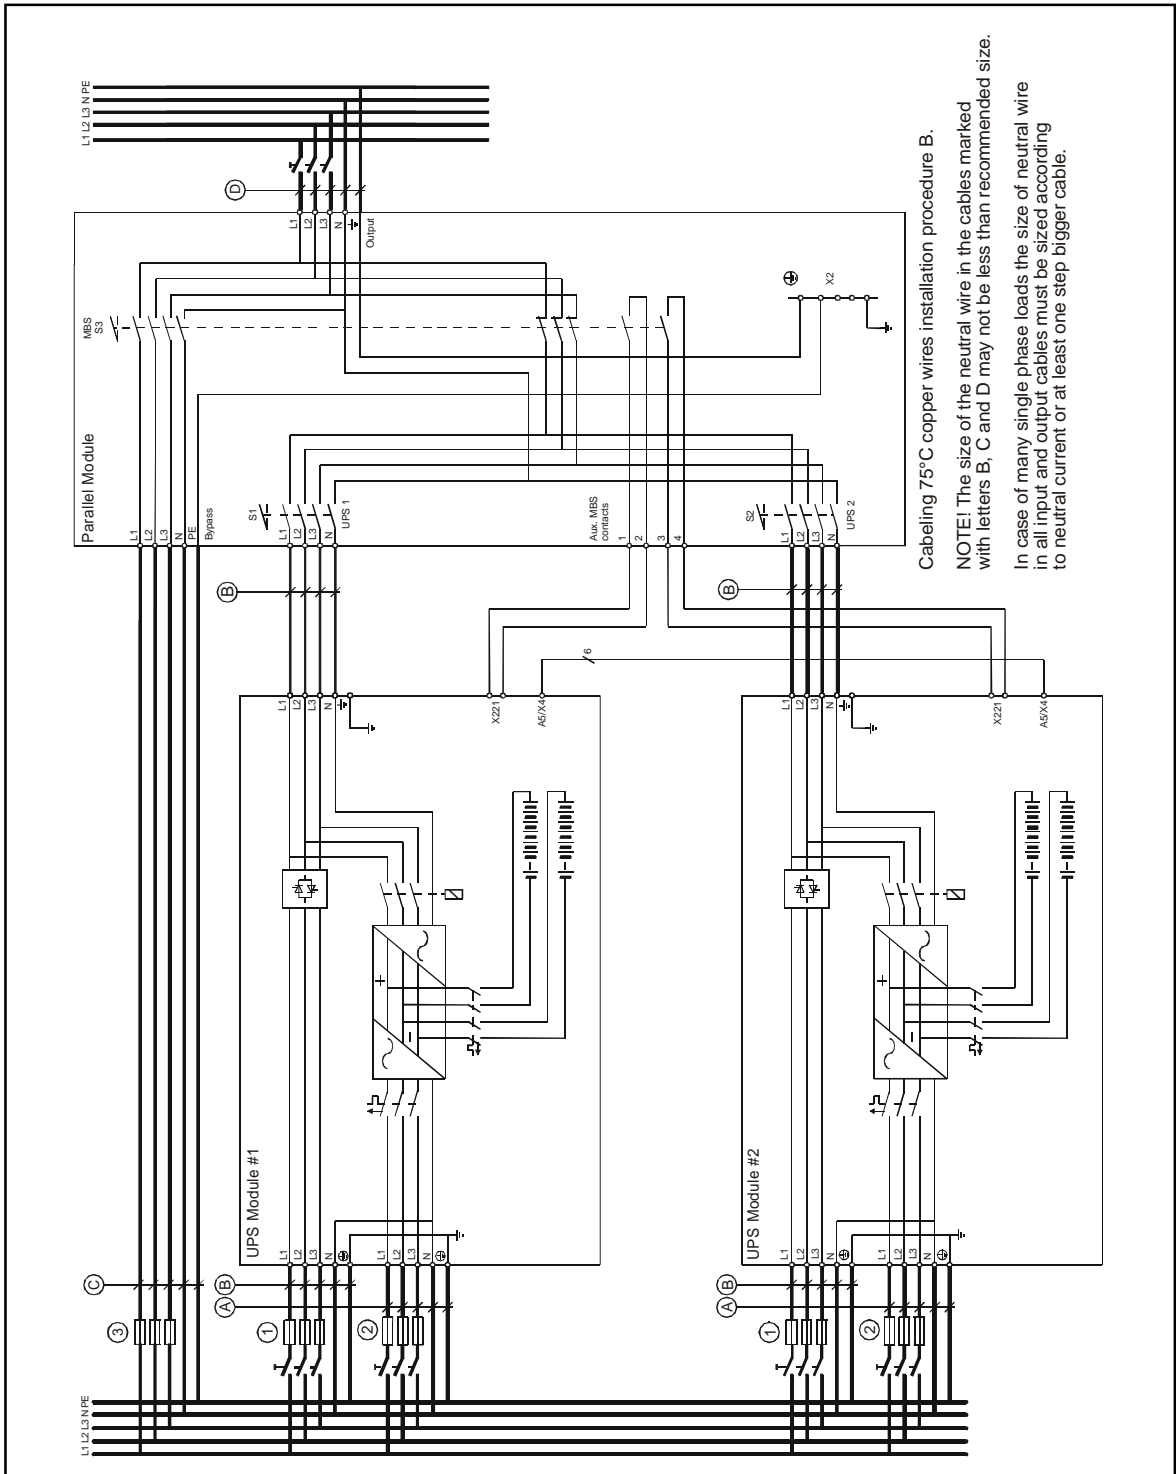 L1 L2 L3 N PE
D
L1
L2
L3
N
Output
MBS
S3
X2
Parallel Module
L1
L2
L3
N
PE
Bypass
S1
L1
L2
L3
N
UPS 1
Aux. MBS
contacts
1
2
3
4
S2
L1
L2
L3
N
UPS 2
B
B
6
L1
L2
L3
N
X221
A5/X4
L1
L2
L3
N
X221
A5/X4
UPS Module #1
L1
L2
L3
N
L1
L2
L3
N
UPS Module #2
L1
L2
L3
N
L1
L2
L3
N
C
B
A
B
A
3
1
2
1
2
L1 L2 L3 N PE
Cabeling 75°C copper wires installation procedure B.
NOTE! The size of the neutral wire in the cables marked
with letters B, C and D may not be less than recommended size.
In case of many single phase loads the size of neutral wire
in all input and output cables must be sized according
to neutral current or at least one step bigger cable.